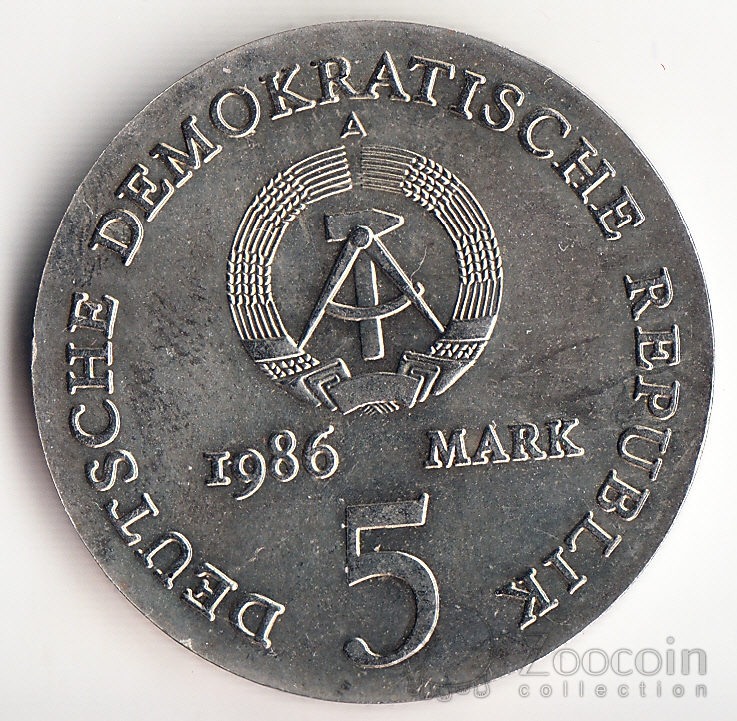 DEUTSCHE DEMOKRATISCHE REPUBLIK
A
1986 MARK
5
Zoocoin
collection